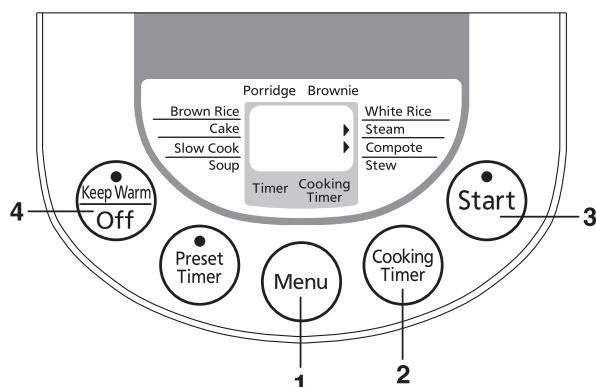 Porridge Brownie
Brown Rice
Cake
Slow Cook
Soup
White Rice
Steam
Compote
Stew
Timer
Cooking
Timer
Keep Warm
Off
4
Preset
Timer
Menu
1
Cooking
Timer
2
Start
3